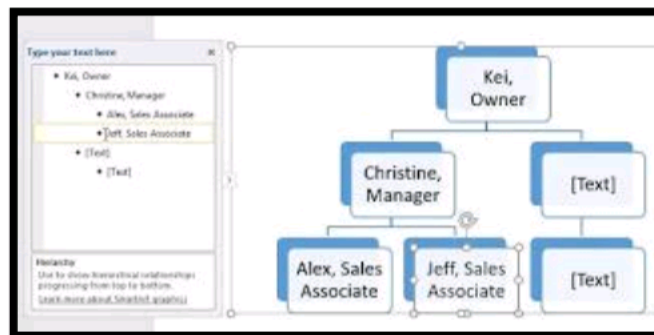 Type your text here
Kei, Owner
Christine, Manager
Alex, Sales Associate
Jeff, Sales Associate
[Text]
[Text]
Hierarchy
Use to show hierarchical relationships
progressing from top to bottom.
Learn more about SmartArt graphics
Kei,
Owner
Christine,
Manager
[Text]
Alex, Sales
Associate
Jeff, Sales
Associate
[Text]